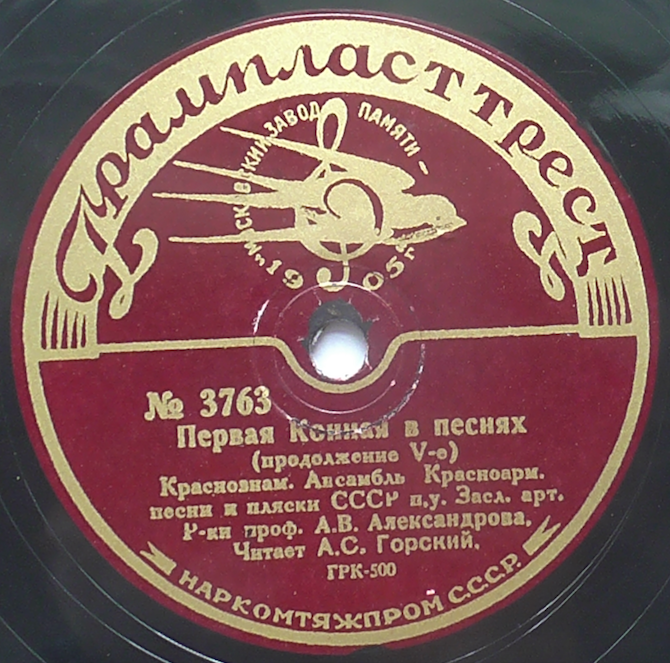 Грампласттрест
МОСКОВСКИЙ ЗАВОД ПАМЯТИ
1905 г.
№ 3763
Первая Конная в песнях
(продолжение V-е)
Краснознам. Ансамбль Красноарм.
песни и пляски СССР п.у. Засл. арт.
Р-ки проф. А.В. Александрова.
Читает А.С. Горский.
ГРК-500
НАРКОМТЯЖПРОМ С.С.С.Р.